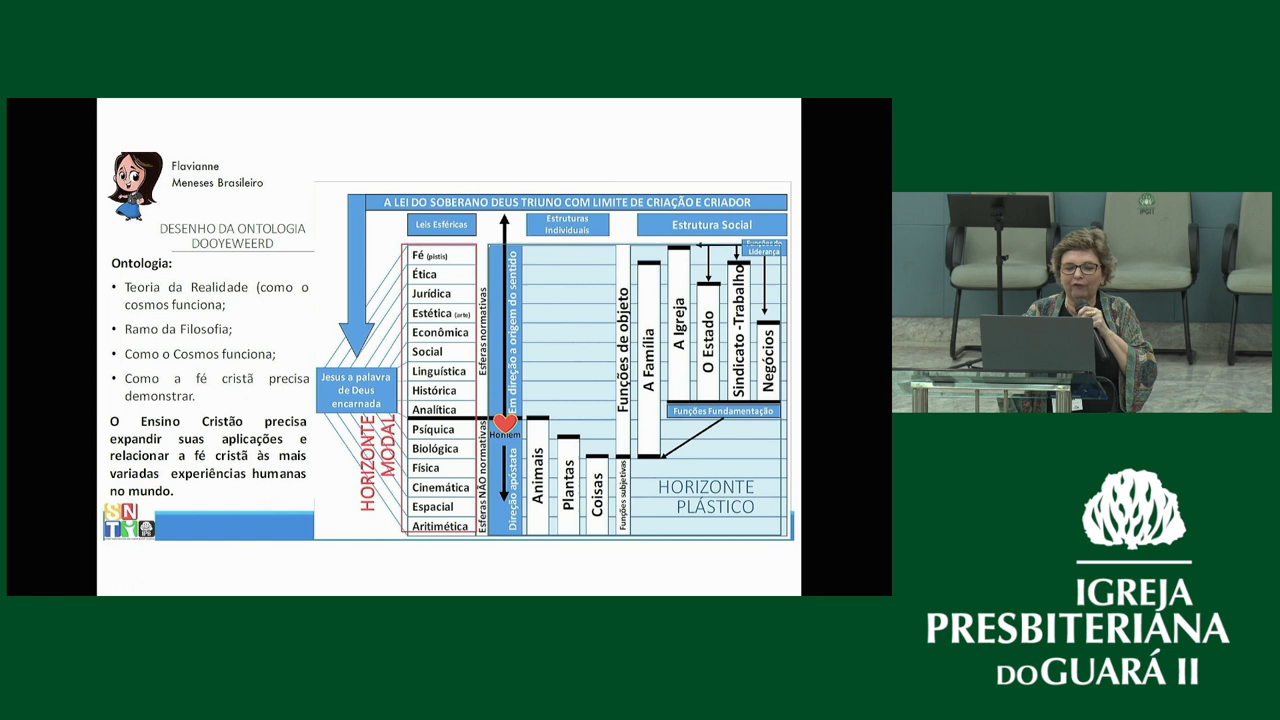 Flavianne
Meneses Brasileiro
DESENHO DA ONTOLOGIA
DOOYEWEERD
Ontologia:
• Teoria da Realidade (como o
cosmos funciona;
• Ramo da Filosofia;
• Como o Cosmos funciona;
• Como a fé cristã precisa
demonstrar.
O Ensino Cristão precisa
expandir suas aplicações e
relacionar a fé cristã às mais
variadas experiências humanas
no mundo.
SN
A LEI DO SOBERANO DEUS TRIUNO COM LIMITE DE CRIAÇÃO E CRIADOR
Leis Esféricas
Estruturas
Individuais
Estrutura Social
Funções de
Liderança
Jesus a palavra
de Deus
encarnada
HORIZONTE
MODAL
Fé (pistis)
Ética
Jurídica
Estética (arte)
Econômica
Social
Linguística
Histórica
Analítica
Psíquica
Biológica
Física
Cinemática
Espacial
Aritimética
Esferas normativas
Esferas NÃO normativas
Em direção a origem do sentido
Homem
Direção apóstata
Animais
Plantas
Coisas
Funções de objeto
Funções subjetivas
A Família
A Igreja
O Estado
Sindicato -Trabalho
Negócios
Funções Fundamentação
HORIZONTE
PLÁSTICO
IGREJA
PRESBITERIANA
DO GUARÁ II